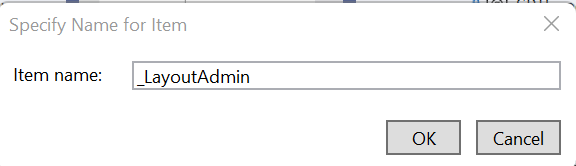 Specify Name for Item
Item name: _LayoutAdmin
OK Cancel